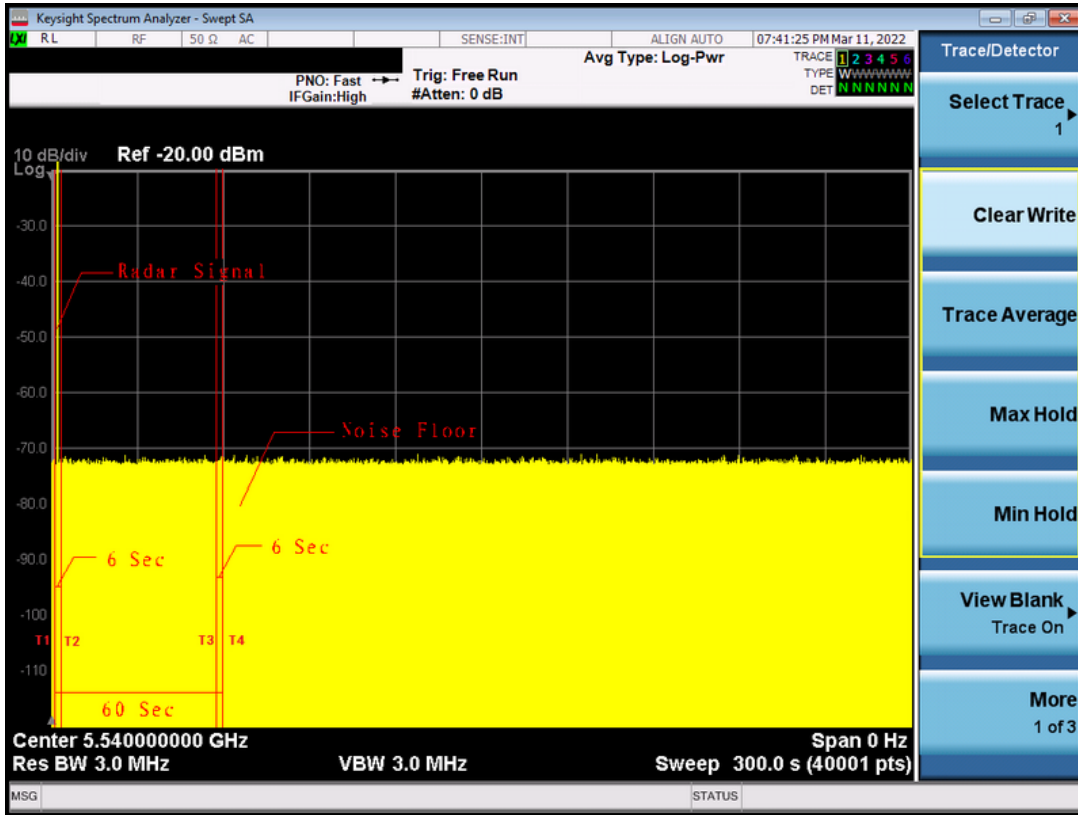 Keysight Spectrum Analyzer - Swept SA
LXI RL RF 50 Ω AC SENSE:INT ALIGN AUTO 07:41:25 PM Mar 11, 2022
Avg Type: Log-Pwr TRACE 1 2 3 4 5 6
PNO: Fast Trig: Free Run TYPE WWWWWW
IFGain:High #Atten: 0 dB DET N N N N N N
10 dB/div Ref -20.00 dBm
Log
-30.0
-40.0
-50.0
-60.0
-70.0
-80.0
-90.0
-100
-110
Radar Signal
Noise Floor
6 Sec
6 Sec
T1 T2 T3 T4
60 Sec
Center 5.540000000 GHz Span 0 Hz
Res BW 3.0 MHz VBW 3.0 MHz Sweep 300.0 s (40001 pts)
MSG STATUS
Trace/Detector
Select Trace
1
Clear Write
Trace Average
Max Hold
Min Hold
View Blank
Trace On
More
1 of 3